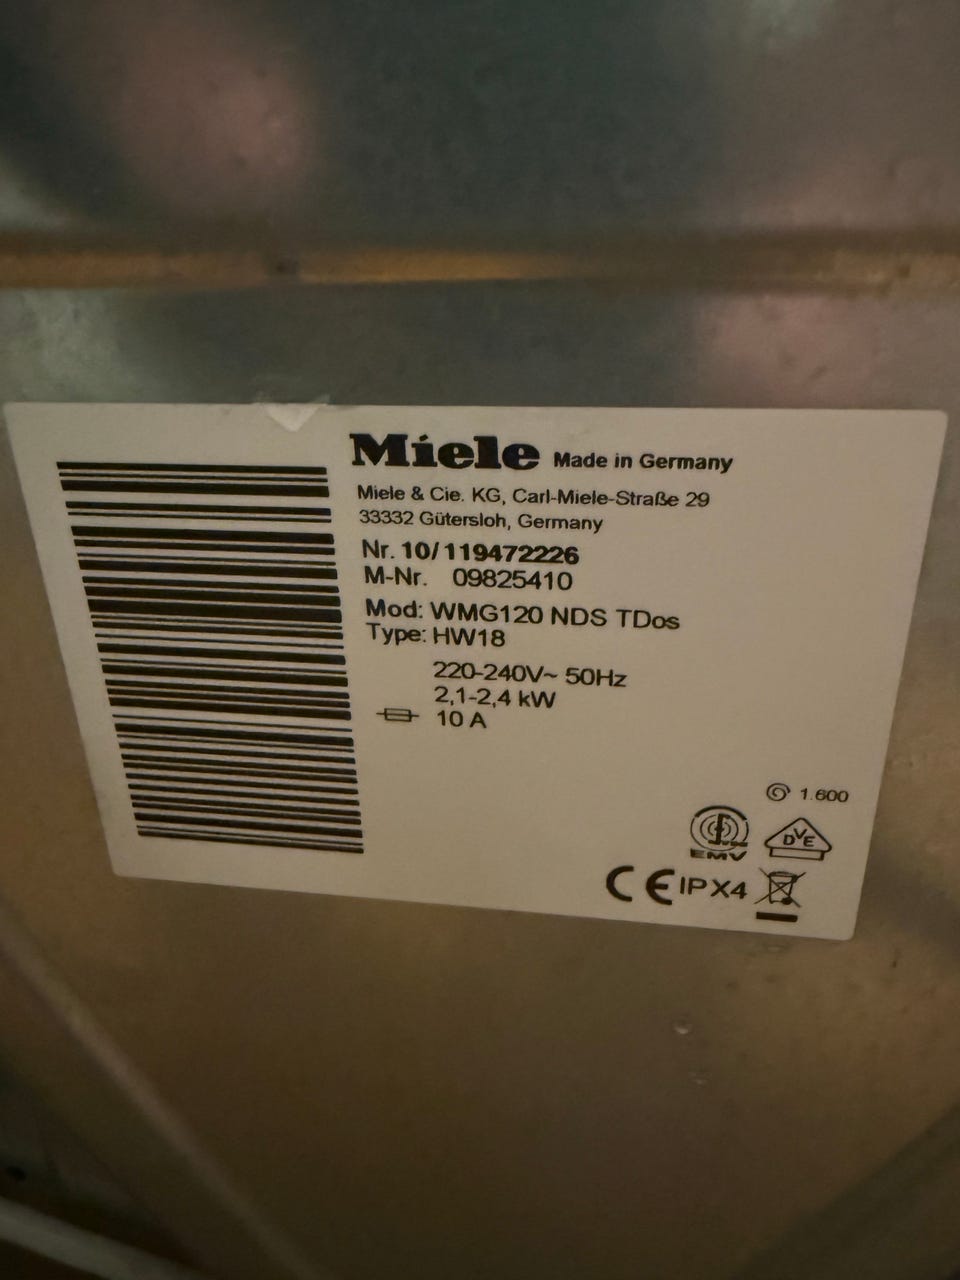 Miele Made in Germany
Miele & Cie. KG, Carl-Miele-Straße 29
33332 Gütersloh, Germany
Nr. 10/119472226
M-Nr. 09825410
Mod: WMG120 NDS TDos
Type: HW18
220-240V~ 50Hz
2,1-2,4 kW
10 A
1.600
EMV
DVE
CE IPX4